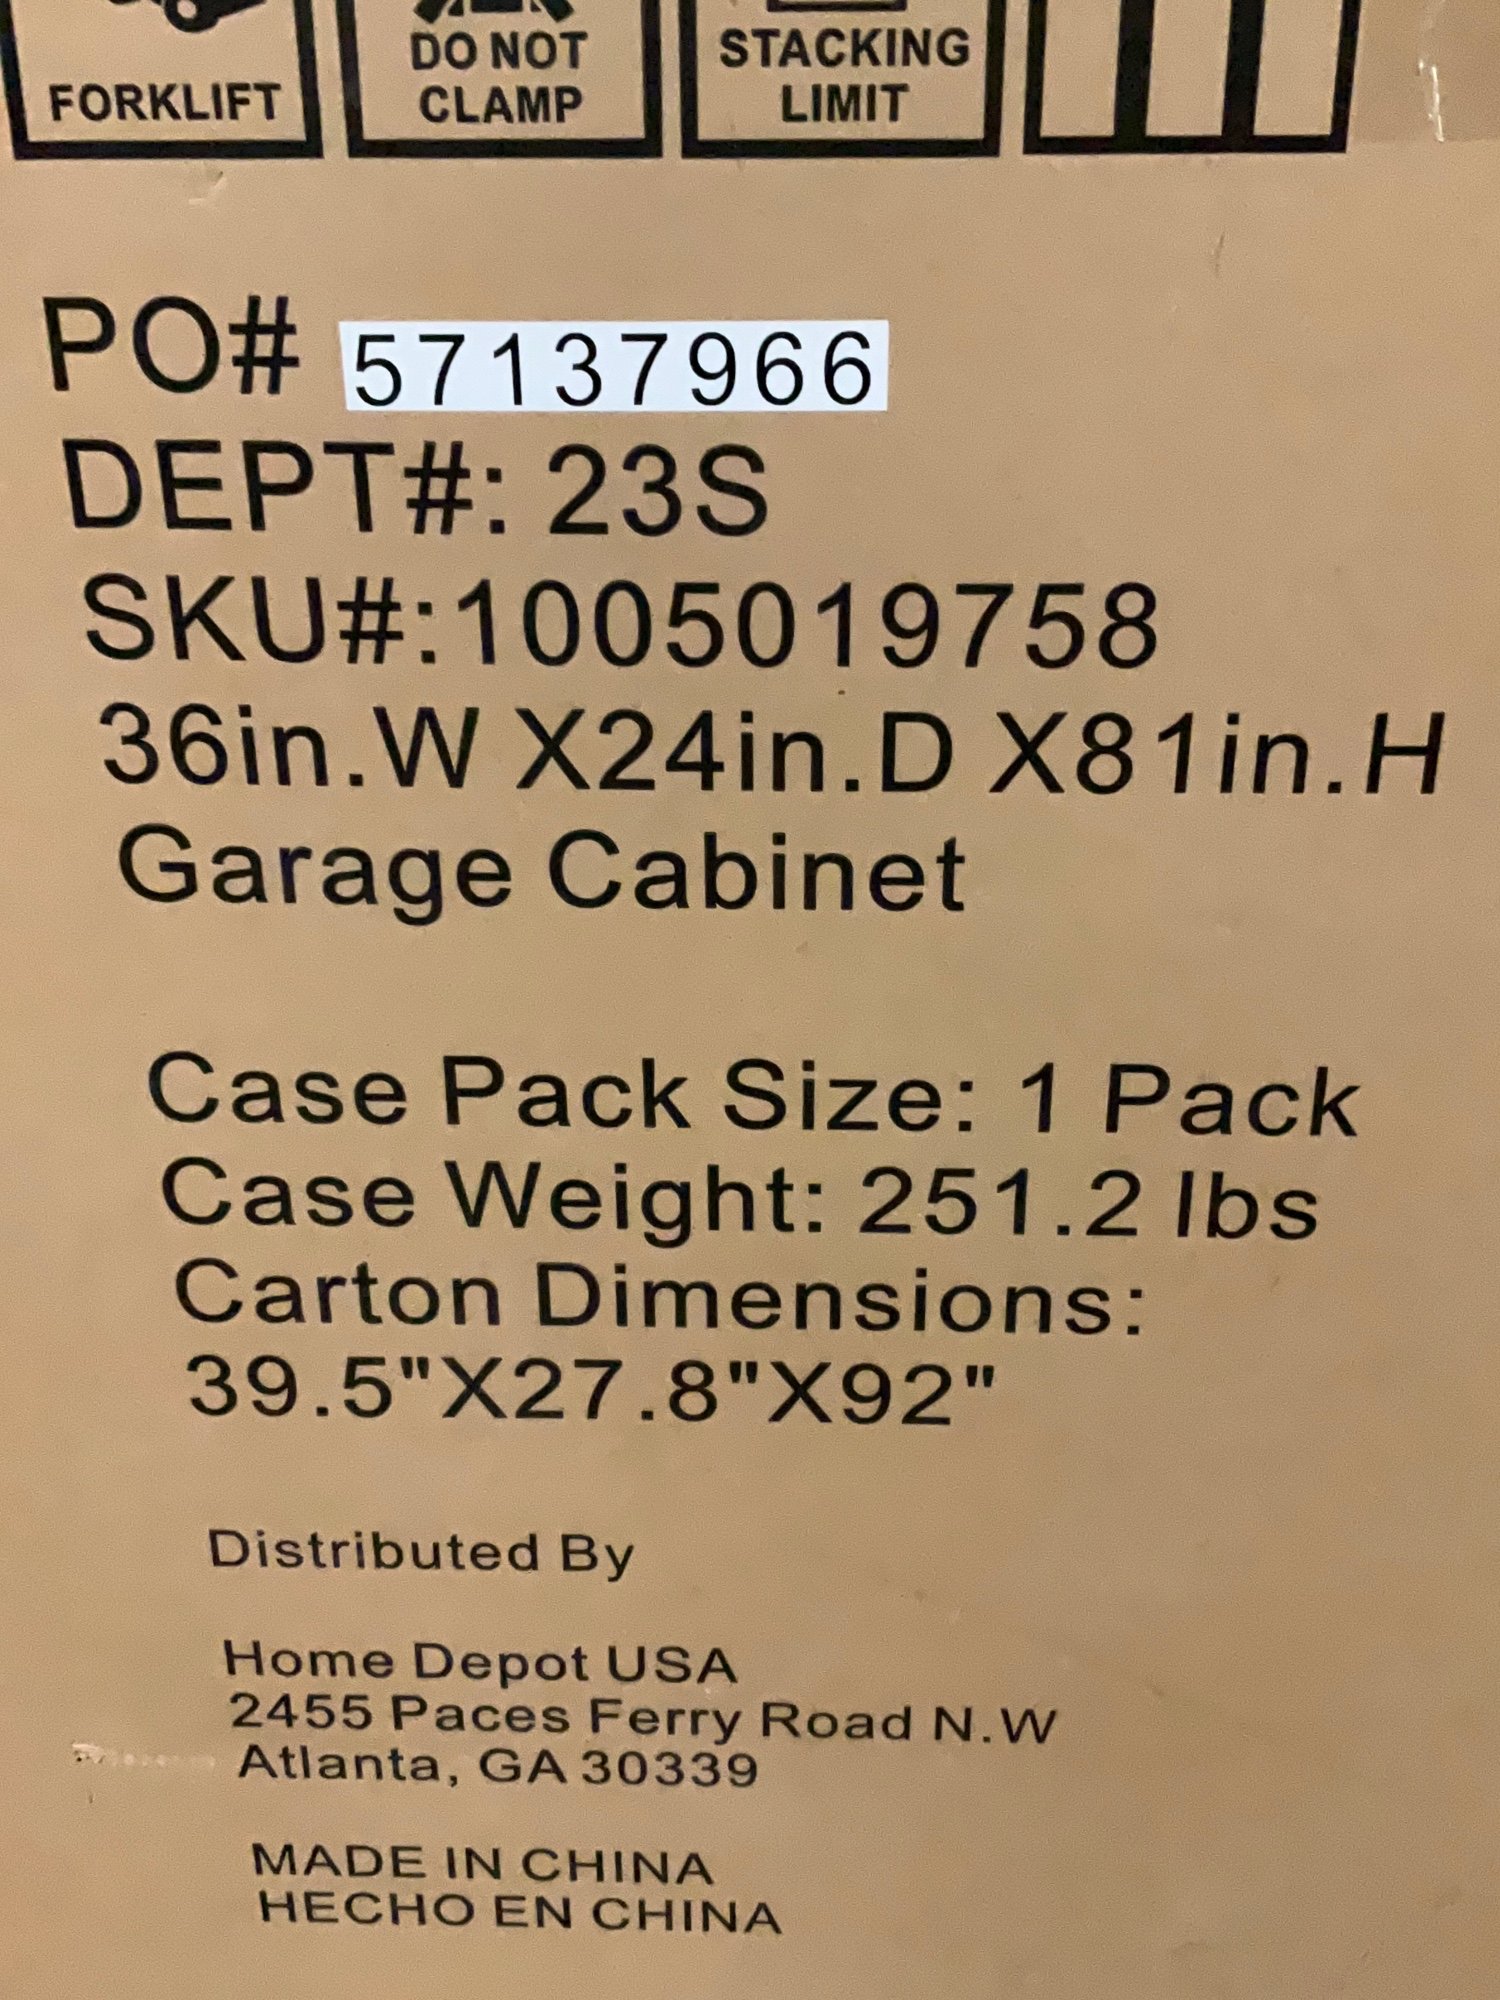 FORKLIFT
DO NOT
CLAMP
STACKING
LIMIT
PO# 57137966
DEPT#: 23S
SKU#:1005019758
36in.W X24in.D X81in.H
Garage Cabinet
Case Pack Size: 1 Pack
Case Weight: 251.2 lbs
Carton Dimensions:
39.5"X27.8"X92"
Distributed By
Home Depot USA
2455 Paces Ferry Road N.W
Atlanta, GA 30339
MADE IN CHINA
HECHO EN CHINA